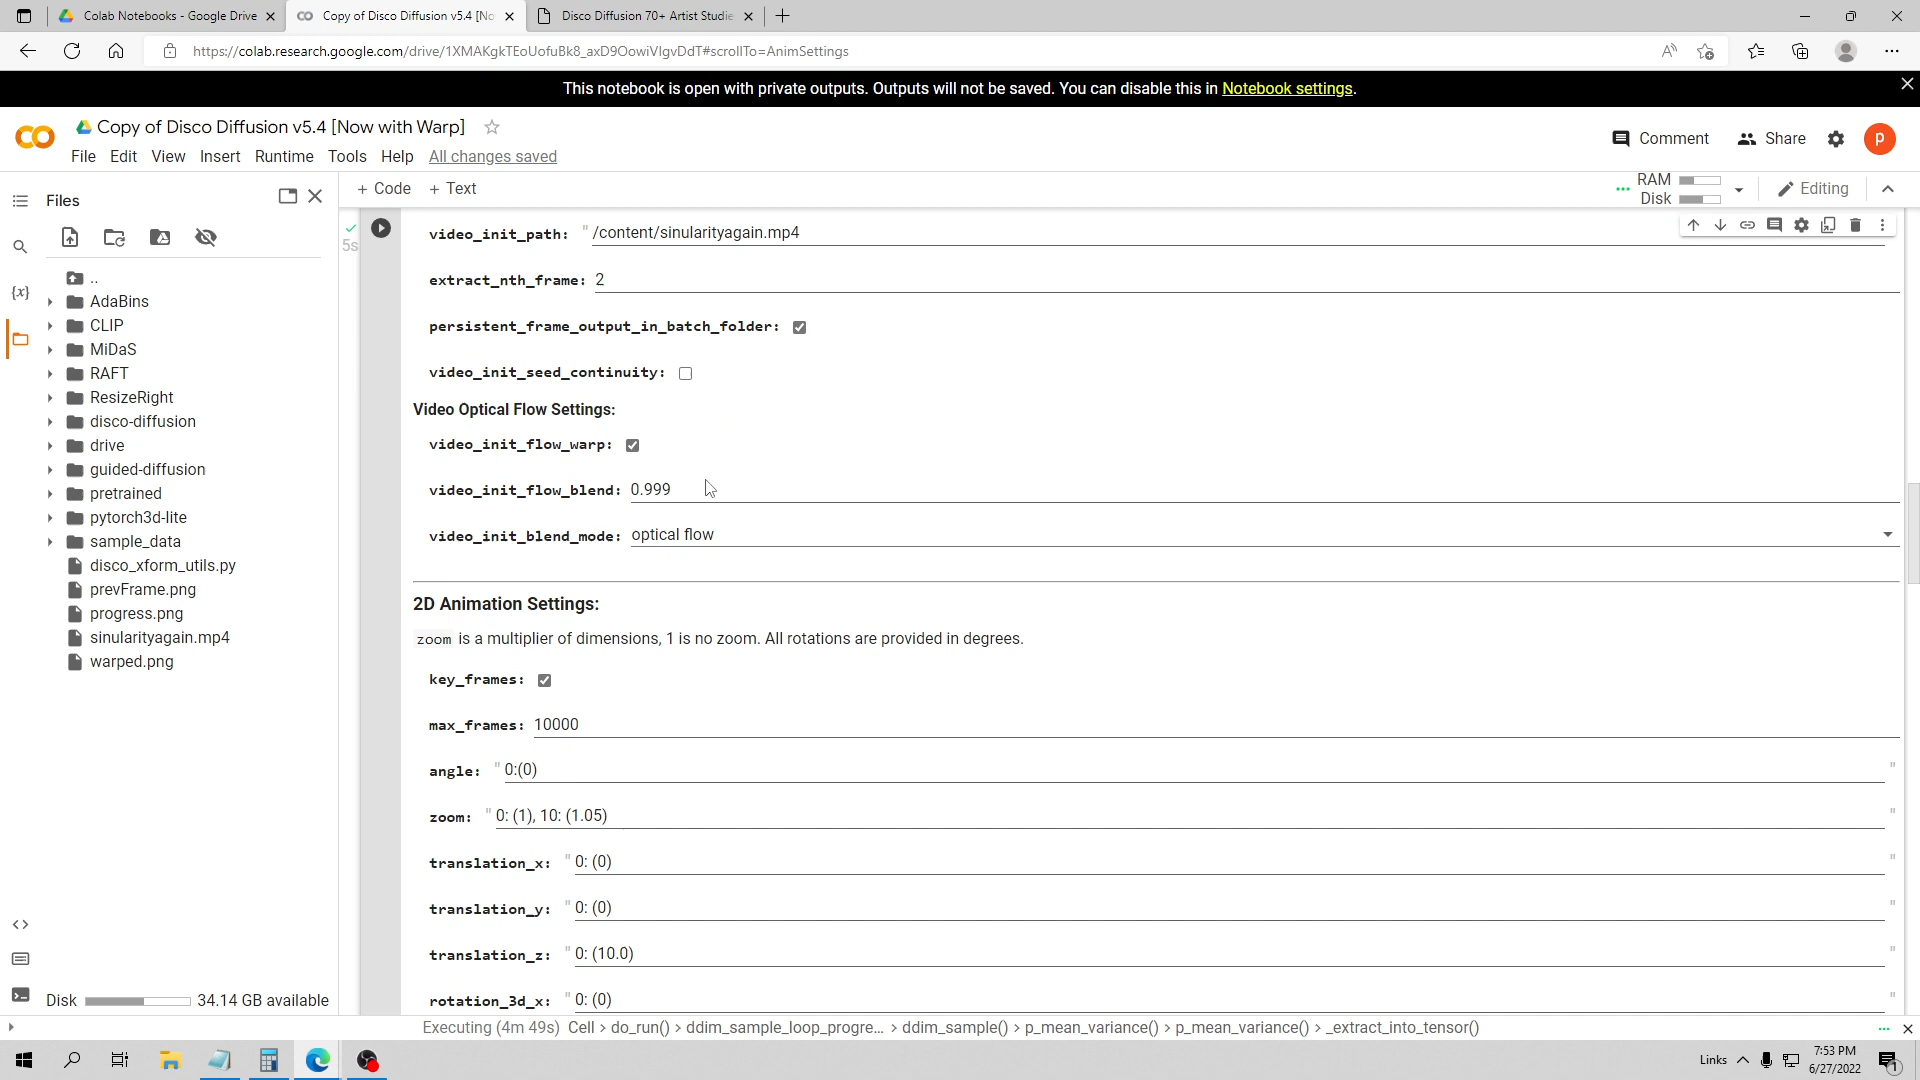 Colab Notebooks - Google Drive
Copy of Disco Diffusion v5.4 [No
Disco Diffusion 70+ Artist Studie
https://colab.research.google.com/drive/1XMAKgkTEoUofuBk8_axD9OowiVlgvDdT#scrollTo=AnimSettings
This notebook is open with private outputs. Outputs will not be saved. You can disable this in Notebook settings.
Copy of Disco Diffusion v5.4 [Now with Warp]
Comment
Share
P
File Edit View Insert Runtime Tools Help All changes saved
Files
+ Code + Text
RAM
Disk
Editing
..
AdaBins
CLIP
MiDaS
RAFT
ResizeRight
disco-diffusion
drive
guided-diffusion
pretrained
pytorch3d-lite
sample_data
disco_xform_utils.py
prevFrame.png
progress.png
sinularityagain.mp4
warped.png
Disk 34.14 GB available
5s
video_init_path: "/content/sinularityagain.mp4
extract_nth_frame: 2
persistent_frame_output_in_batch_folder:
video_init_seed_continuity:
Video Optical Flow Settings:
video_init_flow_warp:
video_init_flow_blend: 0.999
video_init_blend_mode: optical flow
2D Animation Settings:
zoom is a multiplier of dimensions, 1 is no zoom. All rotations are provided in degrees.
key_frames:
max_frames: 10000
angle: "0:(0) "
zoom: "0: (1), 10: (1.05) "
translation_x: "0: (0) "
translation_y: "0: (0) "
translation_z: "0: (10.0) "
rotation_3d_x: "0: (0) "
Executing (4m 49s) Cell > do_run() > ddim_sample_loop_progre... > ddim_sample() > p_mean_variance() > p_mean_variance() > _extract_into_tensor()
Links
7:53 PM
6/27/2022
1